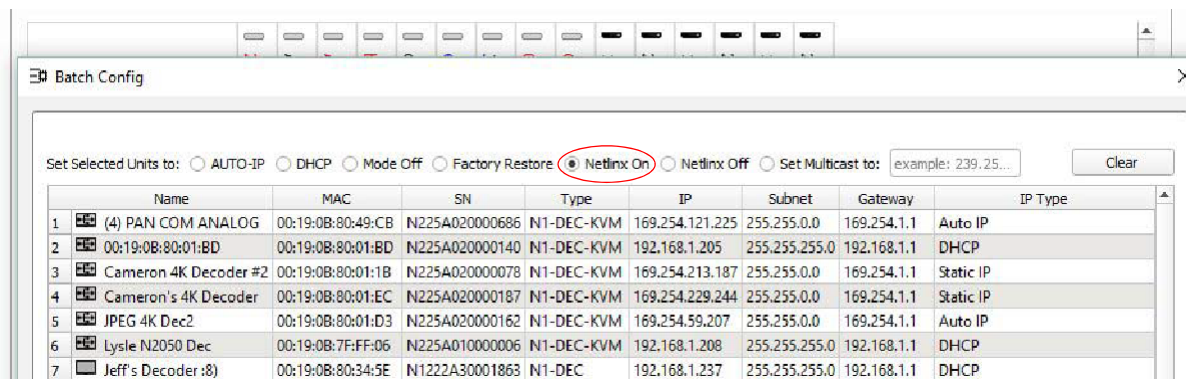 Batch Config
Set Selected Units to: AUTO-IP DHCP Mode Off Factory Restore Netlinx On Netlinx Off Set Multicast to: example: 239.25... Clear
Name MAC SN Type IP Subnet Gateway IP Type
1 (4) PAN COM ANALOG 00:19:0B:80:49:CB N225A020000686 N1-DEC-KVM 169.254.121.225 255.255.0.0 169.254.1.1 Auto IP
2 00:19:0B:80:01:BD 00:19:0B:80:01:BD N225A020000140 N1-DEC-KVM 192.168.1.205 255.255.255.0 192.168.1.1 DHCP
3 Cameron 4K Decoder #2 00:19:0B:80:01:1B N225A020000078 N1-DEC-KVM 169.254.213.187 255.255.0.0 169.254.1.1 Static IP
4 Cameron's 4K Decoder 00:19:0B:80:01:EC N225A020000187 N1-DEC-KVM 169.254.229.244 255.255.0.0 169.254.1.1 Static IP
5 JPEG 4K Dec2 00:19:0B:80:01:D3 N225A020000162 N1-DEC-KVM 169.254.59.207 255.255.0.0 169.254.1.1 Auto IP
6 Lysle N2050 Dec 00:19:0B:7F:FF:06 N225A010000006 N1-DEC-KVM 192.168.1.208 255.255.255.0 192.168.1.1 DHCP
7 Jeff's Decoder :8) 00:19:0B:80:34:5E N1222A30001863 N1-DEC 192.168.1.237 255.255.255.0 192.168.1.1 DHCP